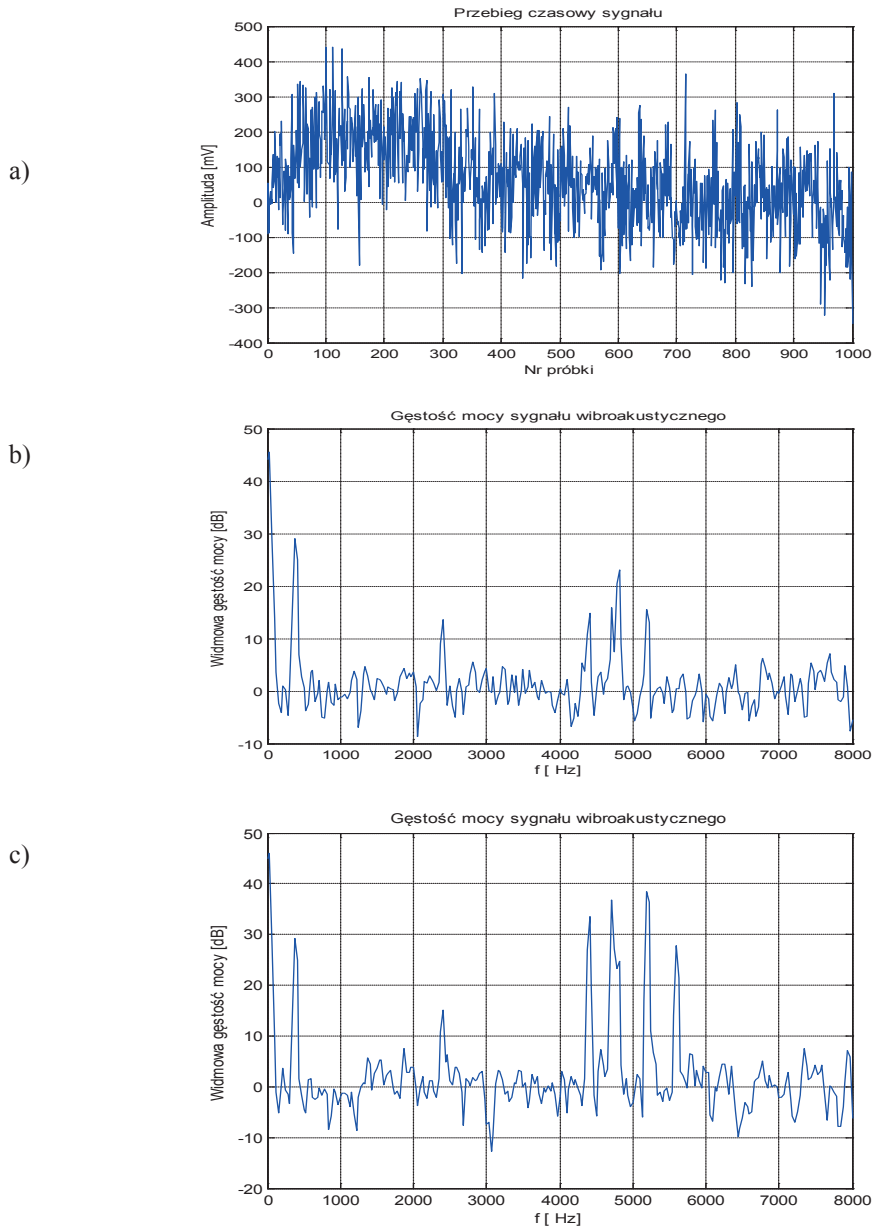 a)
Przebieg czasowy sygnału
Amplituda [mV]
500
400
300
200
100
0
-100
-200
-300
-400
0 100 200 300 400 500 600 700 800 900 1000
Nr próbki
b)
Gęstość mocy sygnału wibroakustycznego
Widmowa gęstość mocy [dB]
50
40
30
20
10
0
-10
0 1000 2000 3000 4000 5000 6000 7000 8000
f [ Hz]
c)
Gęstość mocy sygnału wibroakustycznego
Widmowa gęstość mocy [dB]
50
40
30
20
10
0
-10
-20
0 1000 2000 3000 4000 5000 6000 7000 8000
f [ Hz]